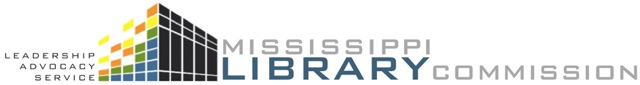 LEADERSHIP
ADVOCACY
SERVICE
MISSISSIPPI
LIBRARY COMMISSION